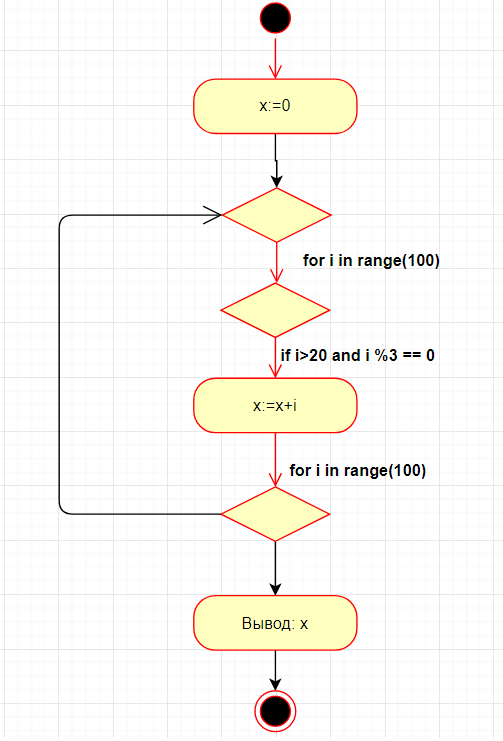 x:=0
for i in range(100)
if i>20 and i %3 == 0
x:=x+i
for i in range(100)
Вывод: x